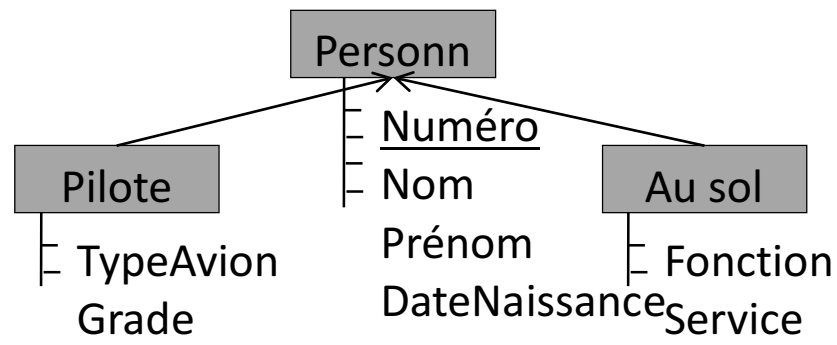 Personn
Numéro
Nom
Prénom
DateNaissance
Pilote
TypeAvion
Grade
Au sol
Fonction
Service